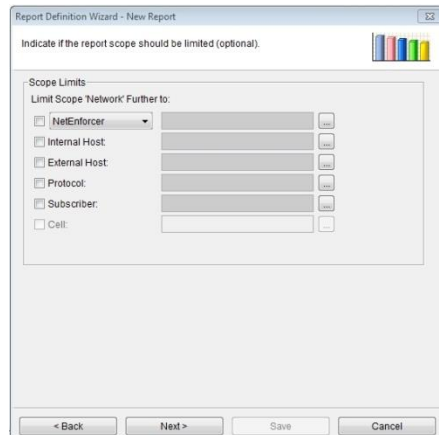 Report Definition Wizard - New Report
Indicate if the report scope should be limited (optional).
Scope Limits
Limit Scope 'Network' Further to:
NetEnforcer
...
Internal Host:
...
External Host:
...
Protocol:
...
Subscriber:
...
Cell:
...
< Back Next > Save Cancel